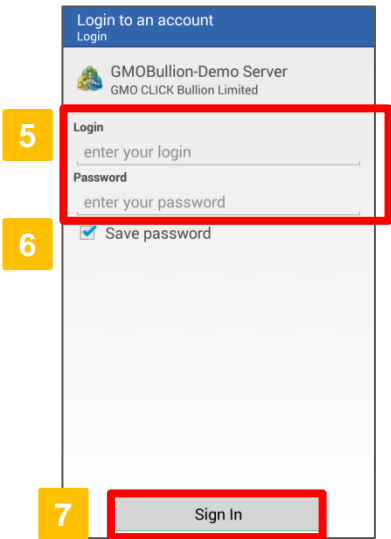 Login to an account
Login
GMOBullion-Demo Server
GMO CLICK Bullion Limited
5
Login
enter your login
Password
enter your password
6
Save password
7
Sign In